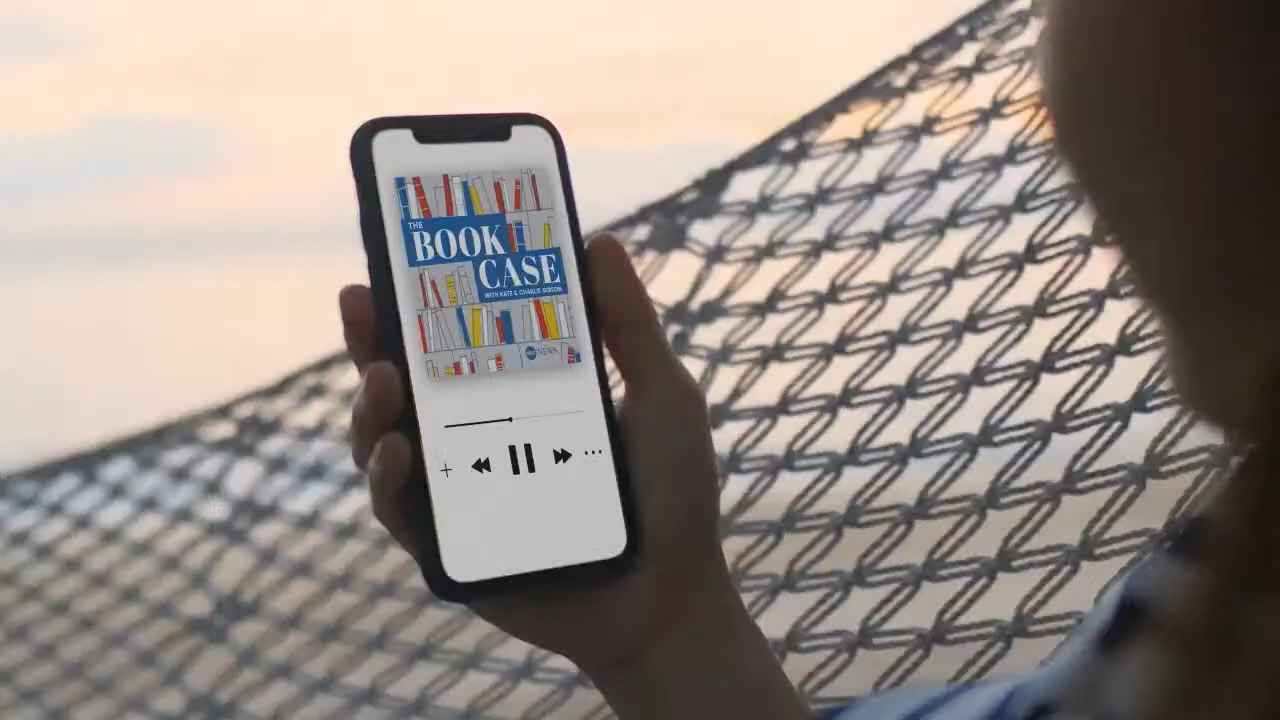 THE
BOOK
CASE
WITH KATE & CHARLIE GIBSON
abc NEWS